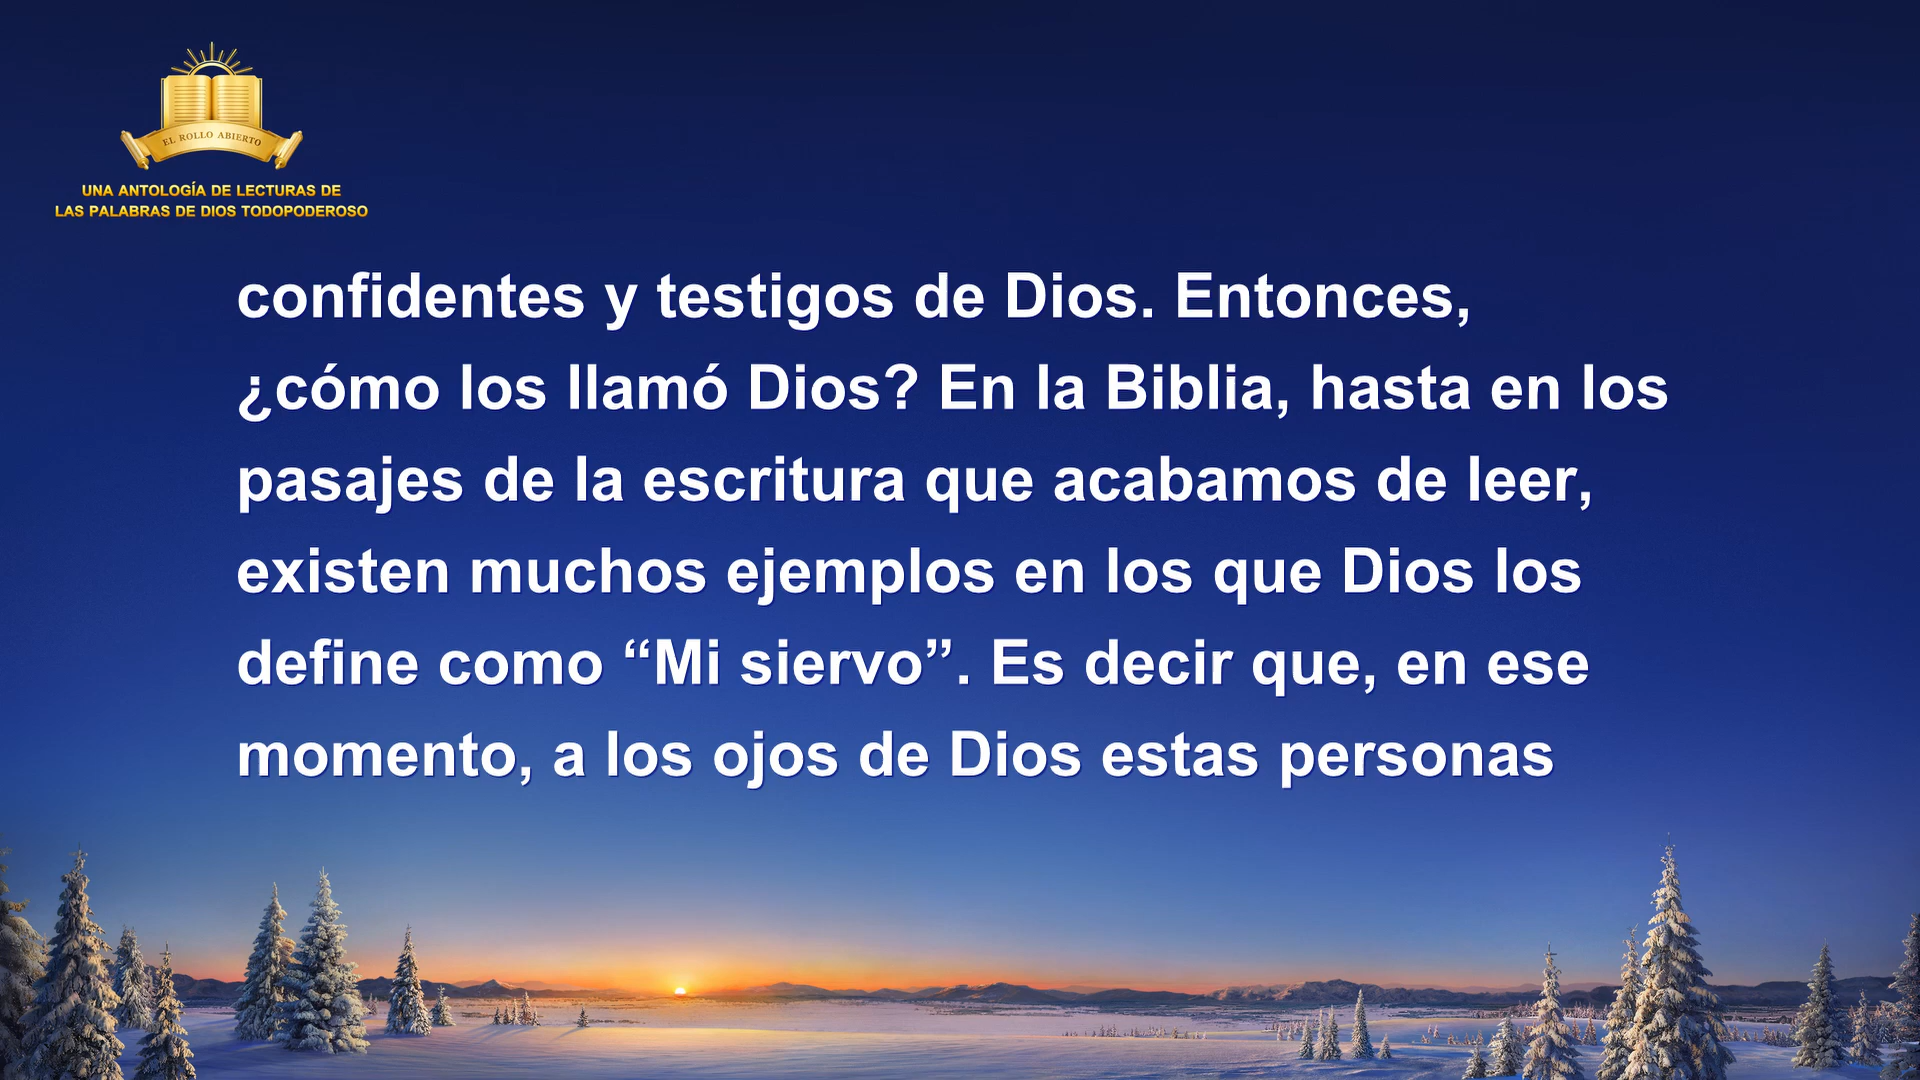 EL ROLLO ABIERTO
UNA ANTOLOGÍA DE LECTURAS DE
LAS PALABRAS DE DIOS TODOPODEROSO
confidentes y testigos de Dios. Entonces,
¿cómo los llamó Dios? En la Biblia, hasta en los
pasajes de la escritura que acabamos de leer,
existen muchos ejemplos en los que Dios los
define como “Mi siervo”. Es decir que, en ese
momento, a los ojos de Dios estas personas